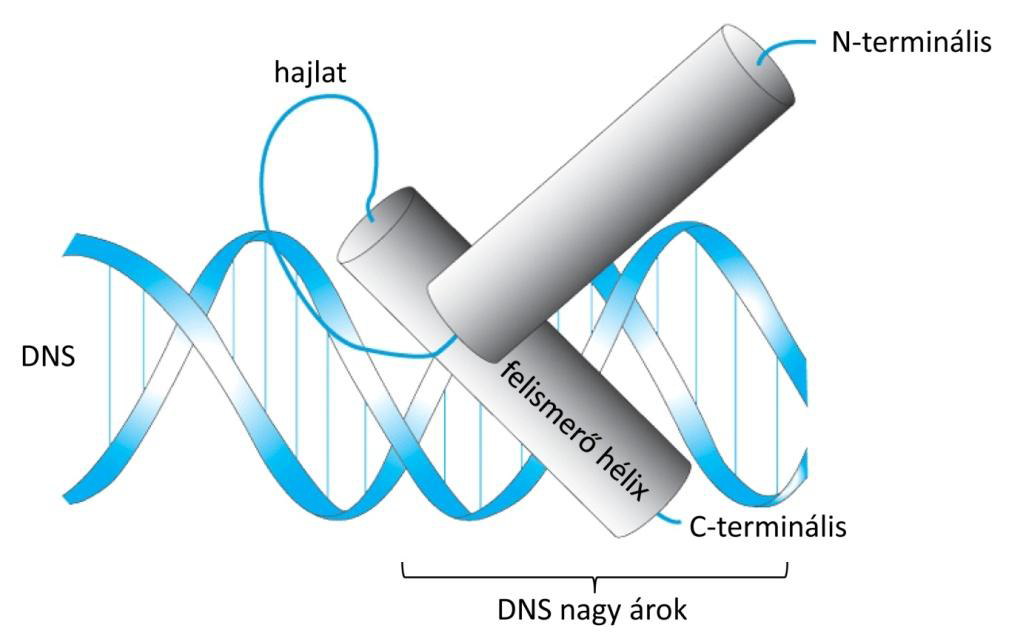 N-terminális
hajlat
DNS
felismerő hélix
C-terminális
DNS nagy árok